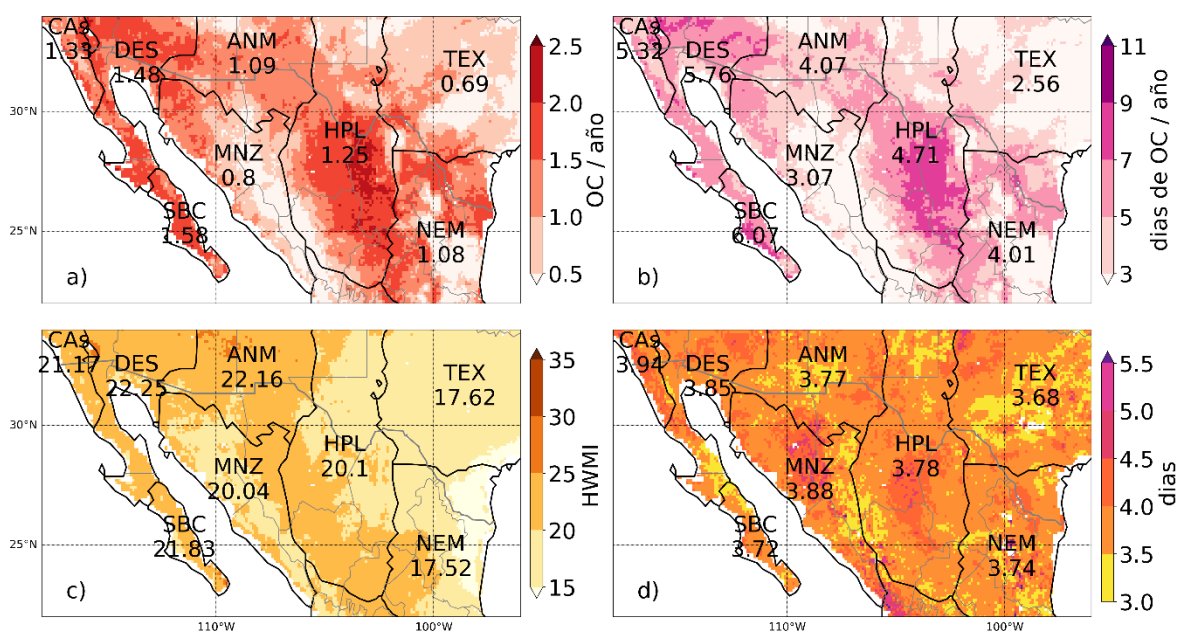 CAs
1.33
DES
1.48
ANM
1.09
TEX
0.69
HPL
1.25
MNZ
0.8
SBC
1.58
NEM
1.08
a)
30°N
25°N
2.5
2.0
1.5
1.0
0.5
OC / año
CAs
5.32
DES
5.76
ANM
4.07
TEX
2.56
HPL
4.71
MNZ
3.07
SBC
6.07
NEM
4.01
b)
11
9
7
5
3
dias de OC / año
CAs
21.17
DES
22.25
ANM
22.16
TEX
17.62
HPL
20.1
MNZ
20.04
SBC
21.83
NEM
17.52
c)
30°N
25°N
110°W
100°W
35
30
25
20
15
HWMI
CAs
3.94
DES
3.85
ANM
3.77
TEX
3.68
HPL
3.78
MNZ
3.88
SBC
3.72
NEM
3.74
d)
110°W
100°W
5.5
5.0
4.5
4.0
3.5
3.0
dias